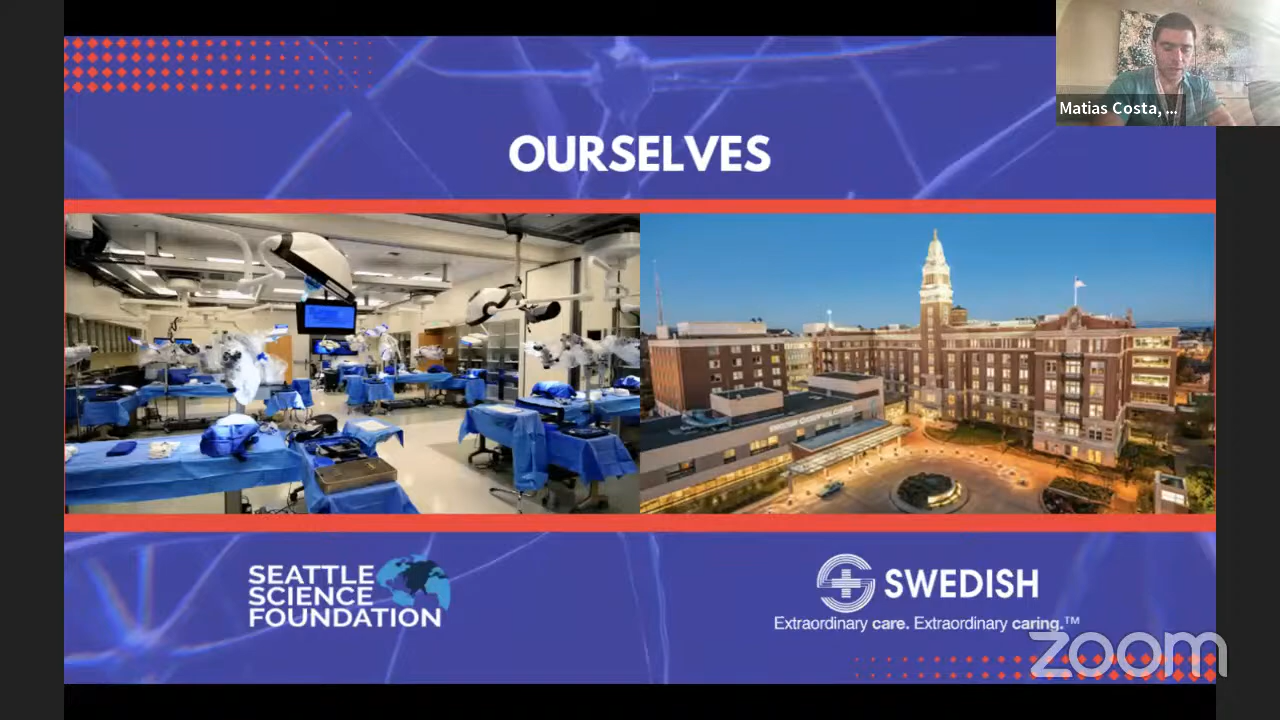 Matias Costa, ...
OURSELVES
SEATTLE
SCIENCE
FOUNDATION
SWEDISH
Extraordinary care. Extraordinary caring.™
zoom